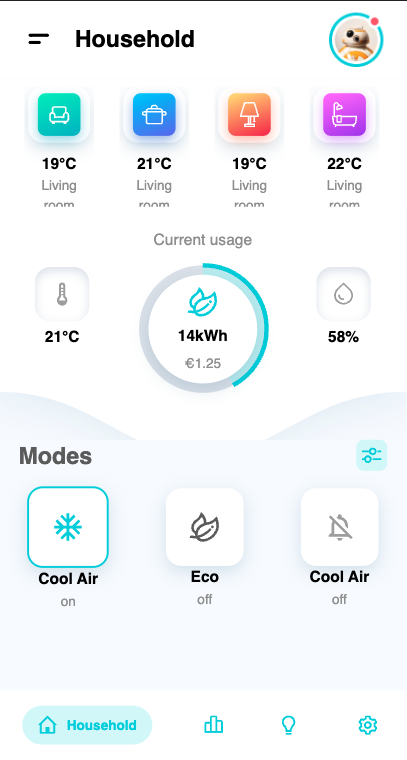 Household
19°C 21°C 19°C 22°C
Living Living Living Living
room room room room
Current usage
21°C 14kWh 58%
€1.25
Modes
Cool Air Eco Cool Air
on off off
Household